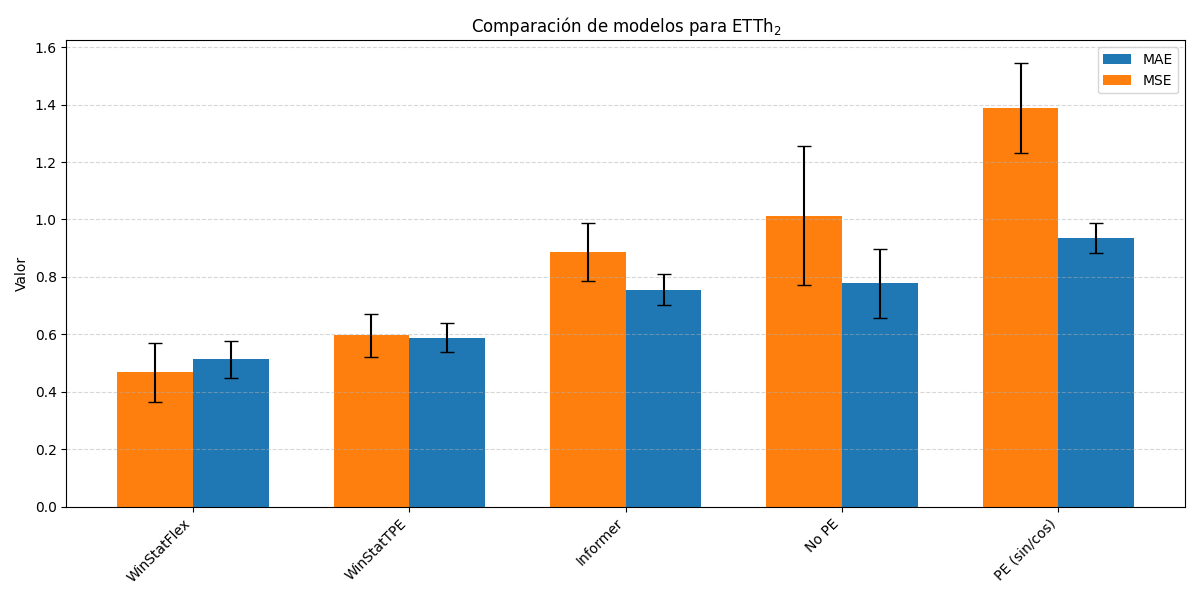 Comparación de modelos para ETTh₂
MAE
MSE
Valor
1.6
1.4
1.2
1.0
0.8
0.6
0.4
0.2
0.0
WinStatFlex
WinStatTPE
Informer
No PE
PE (sin/cos)